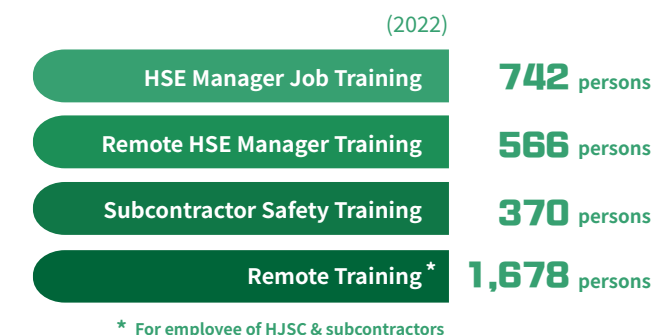 (2022)
HSE Manager Job Training 742 persons
Remote HSE Manager Training 566 persons
Subcontractor Safety Training 370 persons
Remote Training* 1,678 persons
* For employee of HJSC & subcontractors